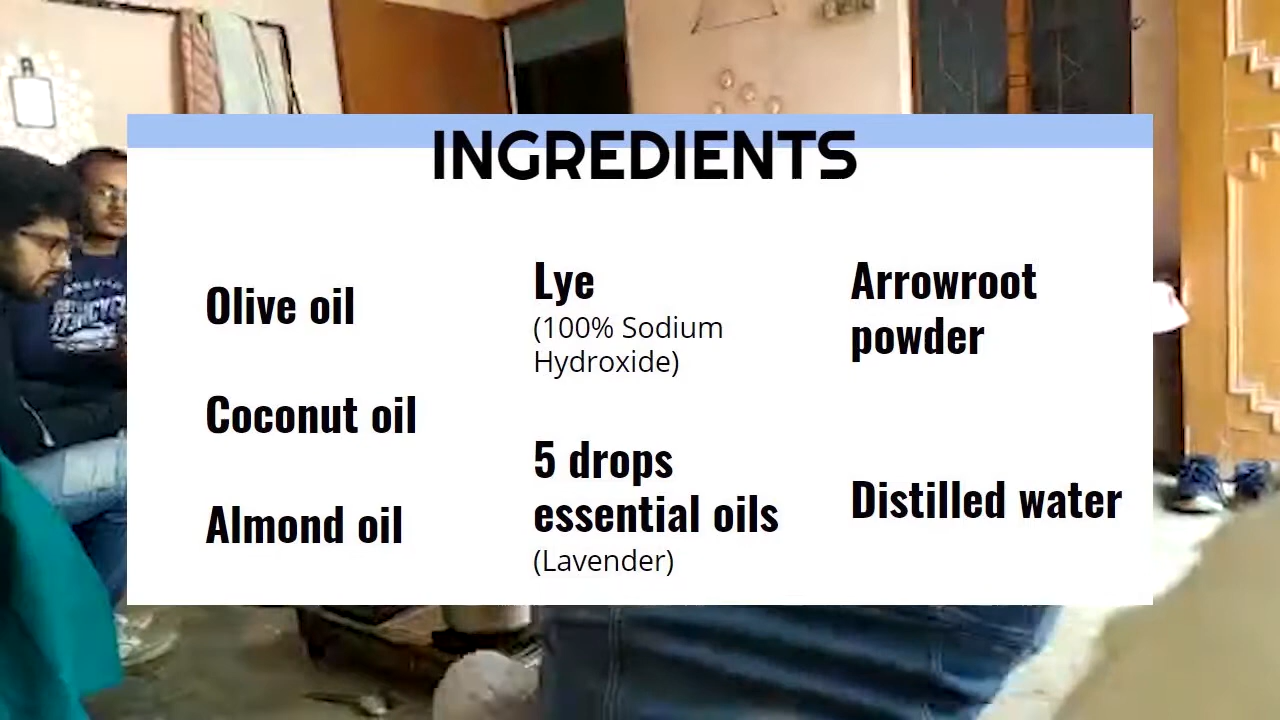 INGREDIENTS
Olive oil
Coconut oil
Almond oil
Lye
(100% Sodium
Hydroxide)
5 drops
essential oils
(Lavender)
Arrowroot
powder
Distilled water